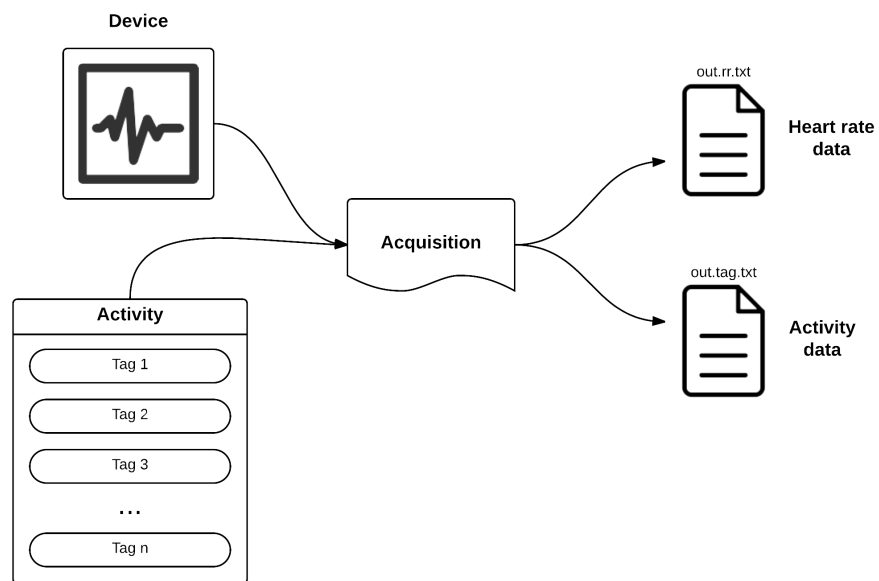 Device
Activity
Tag 1
Tag 2
Tag 3
...
Tag n
Acquisition
out.rr.txt
Heart rate
data
out.tag.txt
Activity
data